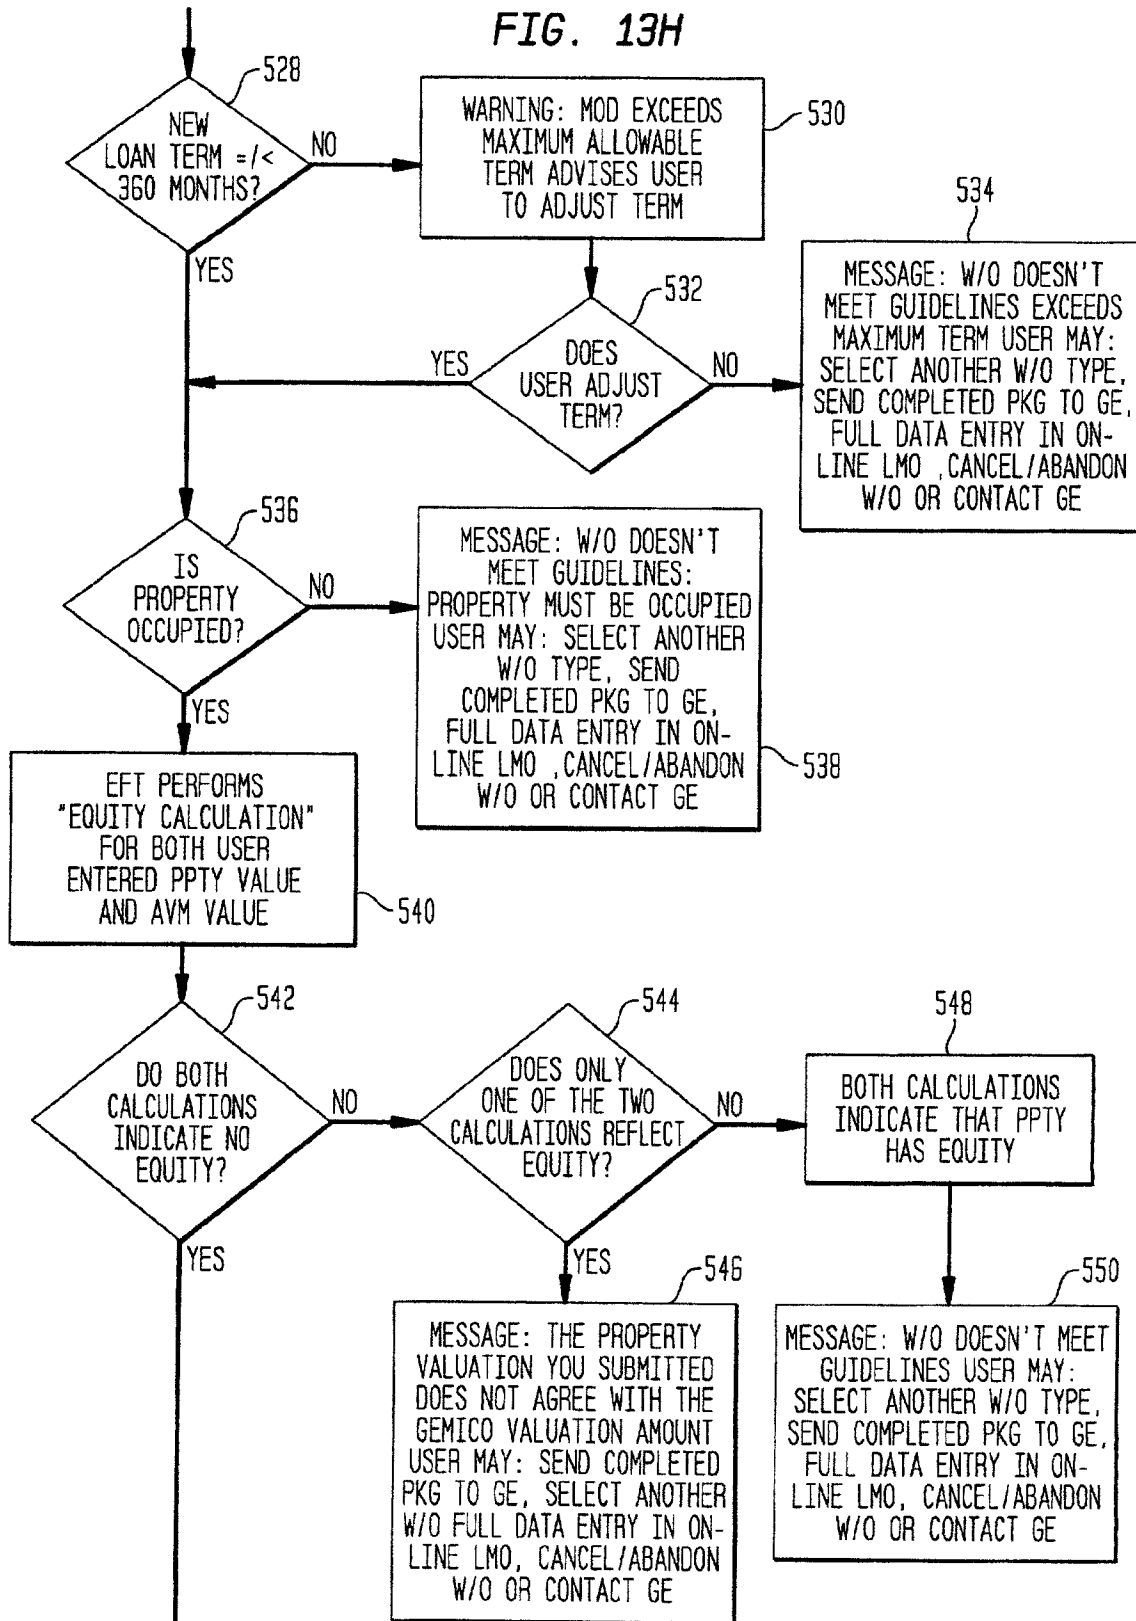 FIG. 13H
528
NEW
LOAN TERM =/<
360 MONTHS?
NO
YES
WARNING: MOD EXCEEDS
MAXIMUM ALLOWABLE
TERM ADVISES USER
TO ADJUST TERM
530
532
DOES
USER ADJUST
TERM?
YES
NO
534
MESSAGE: W/O DOESN'T
MEET GUIDELINES EXCEEDS
MAXIMUM TERM USER MAY:
SELECT ANOTHER W/O TYPE,
SEND COMPLETED PKG TO GE,
FULL DATA ENTRY IN ON-
LINE LMO ,CANCEL/ABANDON
W/O OR CONTACT GE
536
IS
PROPERTY
OCCUPIED?
NO
YES
MESSAGE: W/O DOESN'T
MEET GUIDELINES:
PROPERTY MUST BE OCCUPIED
USER MAY: SELECT ANOTHER
W/O TYPE, SEND
COMPLETED PKG TO GE,
FULL DATA ENTRY IN ON-
LINE LMO ,CANCEL/ABANDON
W/O OR CONTACT GE
538
EFT PERFORMS
"EQUITY CALCULATION"
FOR BOTH USER
ENTERED PPTY VALUE
AND AVM VALUE
540
542
DO BOTH
CALCULATIONS
INDICATE NO
EQUITY?
NO
YES
544
DOES ONLY
ONE OF THE TWO
CALCULATIONS REFLECT
EQUITY?
NO
YES
548
BOTH CALCULATIONS
INDICATE THAT PPTY
HAS EQUITY
546
MESSAGE: THE PROPERTY
VALUATION YOU SUBMITTED
DOES NOT AGREE WITH THE
GEMICO VALUATION AMOUNT
USER MAY: SEND COMPLETED
PKG TO GE, SELECT ANOTHER
W/O FULL DATA ENTRY IN ON-
LINE LMO, CANCEL/ABANDON
W/O OR CONTACT GE
550
MESSAGE: W/O DOESN'T MEET
GUIDELINES USER MAY:
SELECT ANOTHER W/O TYPE,
SEND COMPLETED PKG TO GE,
FULL DATA ENTRY IN ON-
LINE LMO, CANCEL/ABANDON
W/O OR CONTACT GE